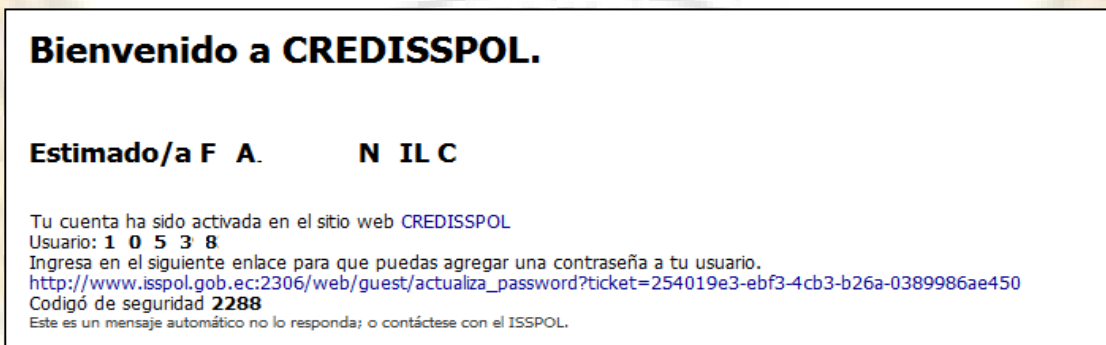 Bienvenido a CREDISSPOL.
Estimado/a F A. N IL C
Tu cuenta ha sido activada en el sitio web CREDISSPOL
Usuario: 1 0 5 3 8
Ingresa en el siguiente enlace para que puedas agregar una contraseña a tu usuario.
http://www.isspol.gob.ec:2306/web/guest/actualiza_password?ticket=254019e3-ebf3-4cb3-b26a-0389986ae450
Codigó de seguridad 2288
Este es un mensaje automático no lo responda; o contáctese con el ISSPOL.